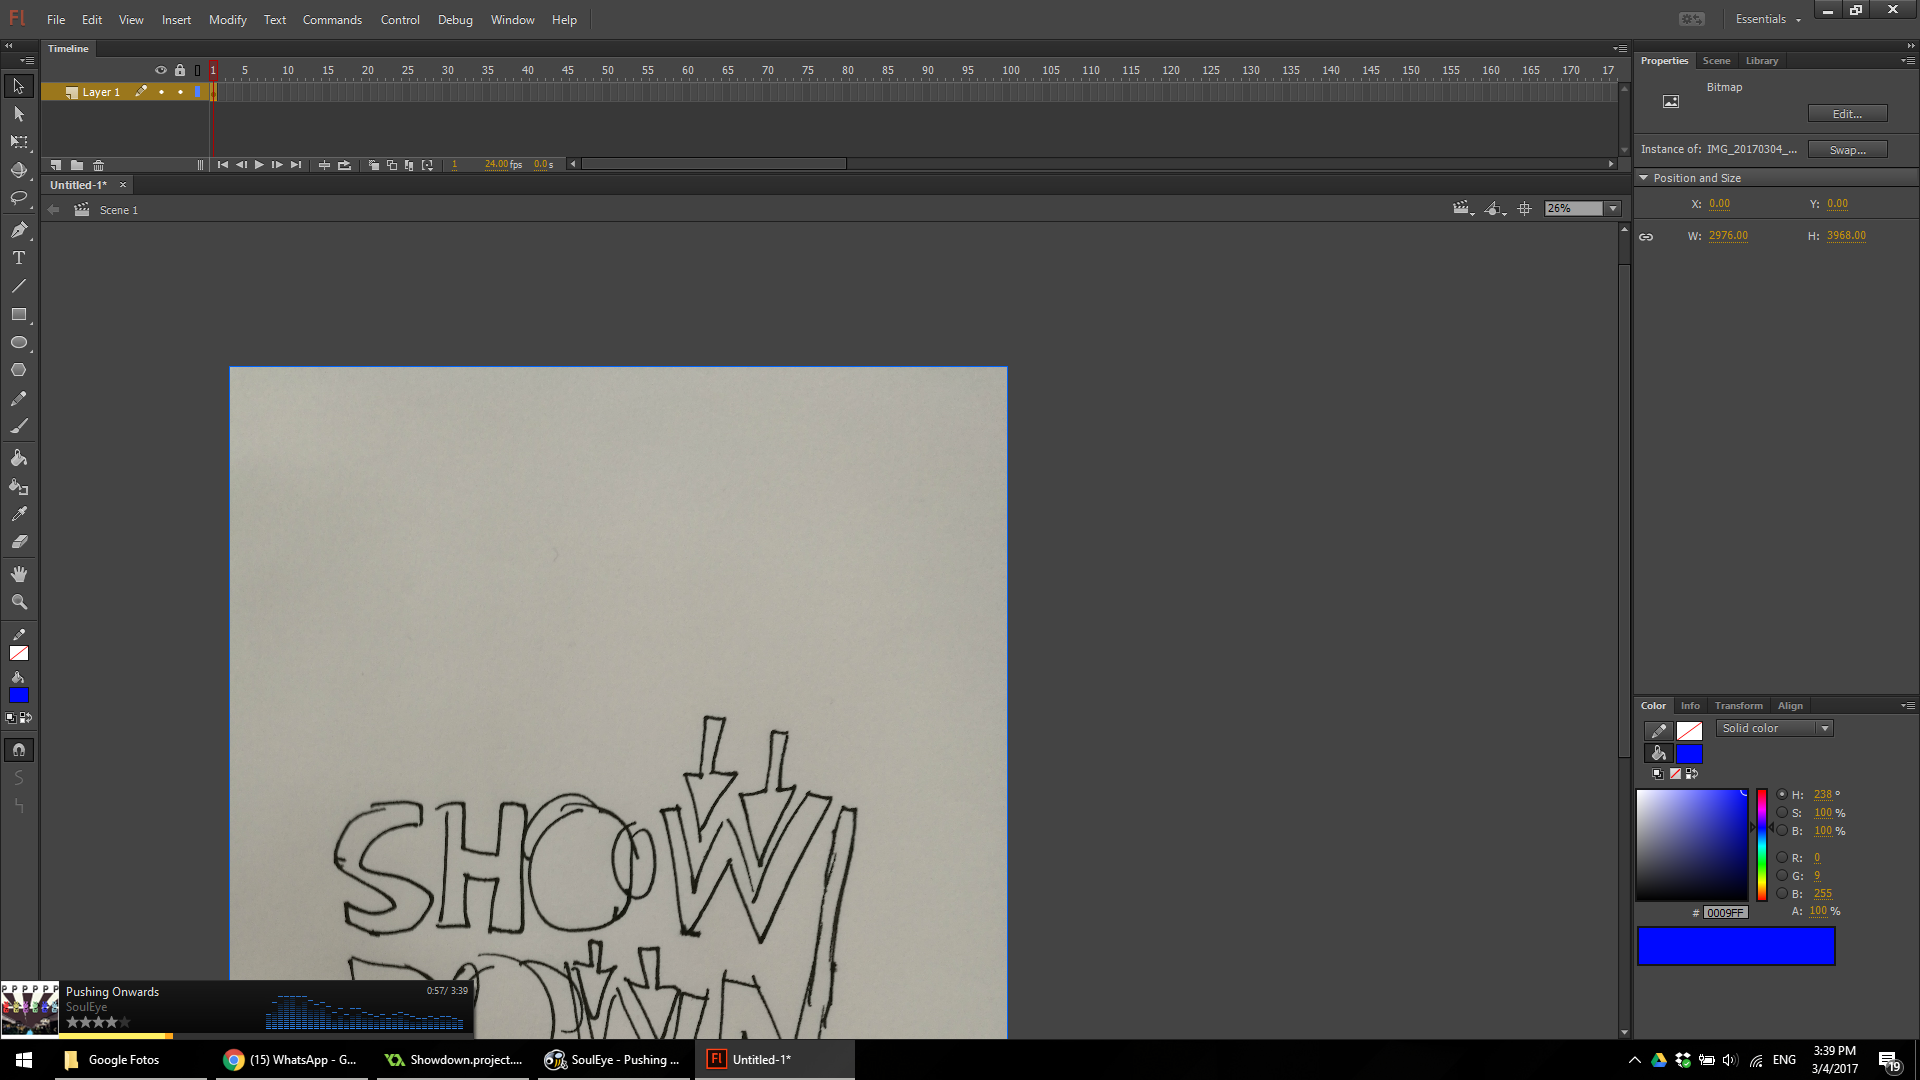 Fl File Edit View Insert Modify Text Commands Control Debug Window Help Essentials
Timeline
1 5 10 15 20 25 30 35 40 45 50 55 60 65 70 75 80 85 90 95 100 105 110 115 120 125 130 135 140 145 150 155 160 165 170 17
Layer 1
1 24.00 fps 0.0 s
Untitled-1*
Scene 1
26%
Properties Scene Library
Bitmap
Edit...
Instance of: IMG_20170304_... Swap...
Position and Size
X: 0.00 Y: 0.00
W: 2976.00 H: 3968.00
SHOW
Color Info Transform Align
Solid color
H: 238 °
S: 100 %
B: 100 %
R: 0
G: 9
B: 255
# 0009FF A: 100 %
Pushing Onwards 0:57/ 3:39
SoulEye
Google Fotos (15) WhatsApp - G... Showdown.project.... SoulEye - Pushing ... Fl Untitled-1*
ENG 3:39 PM
3/4/2017 19